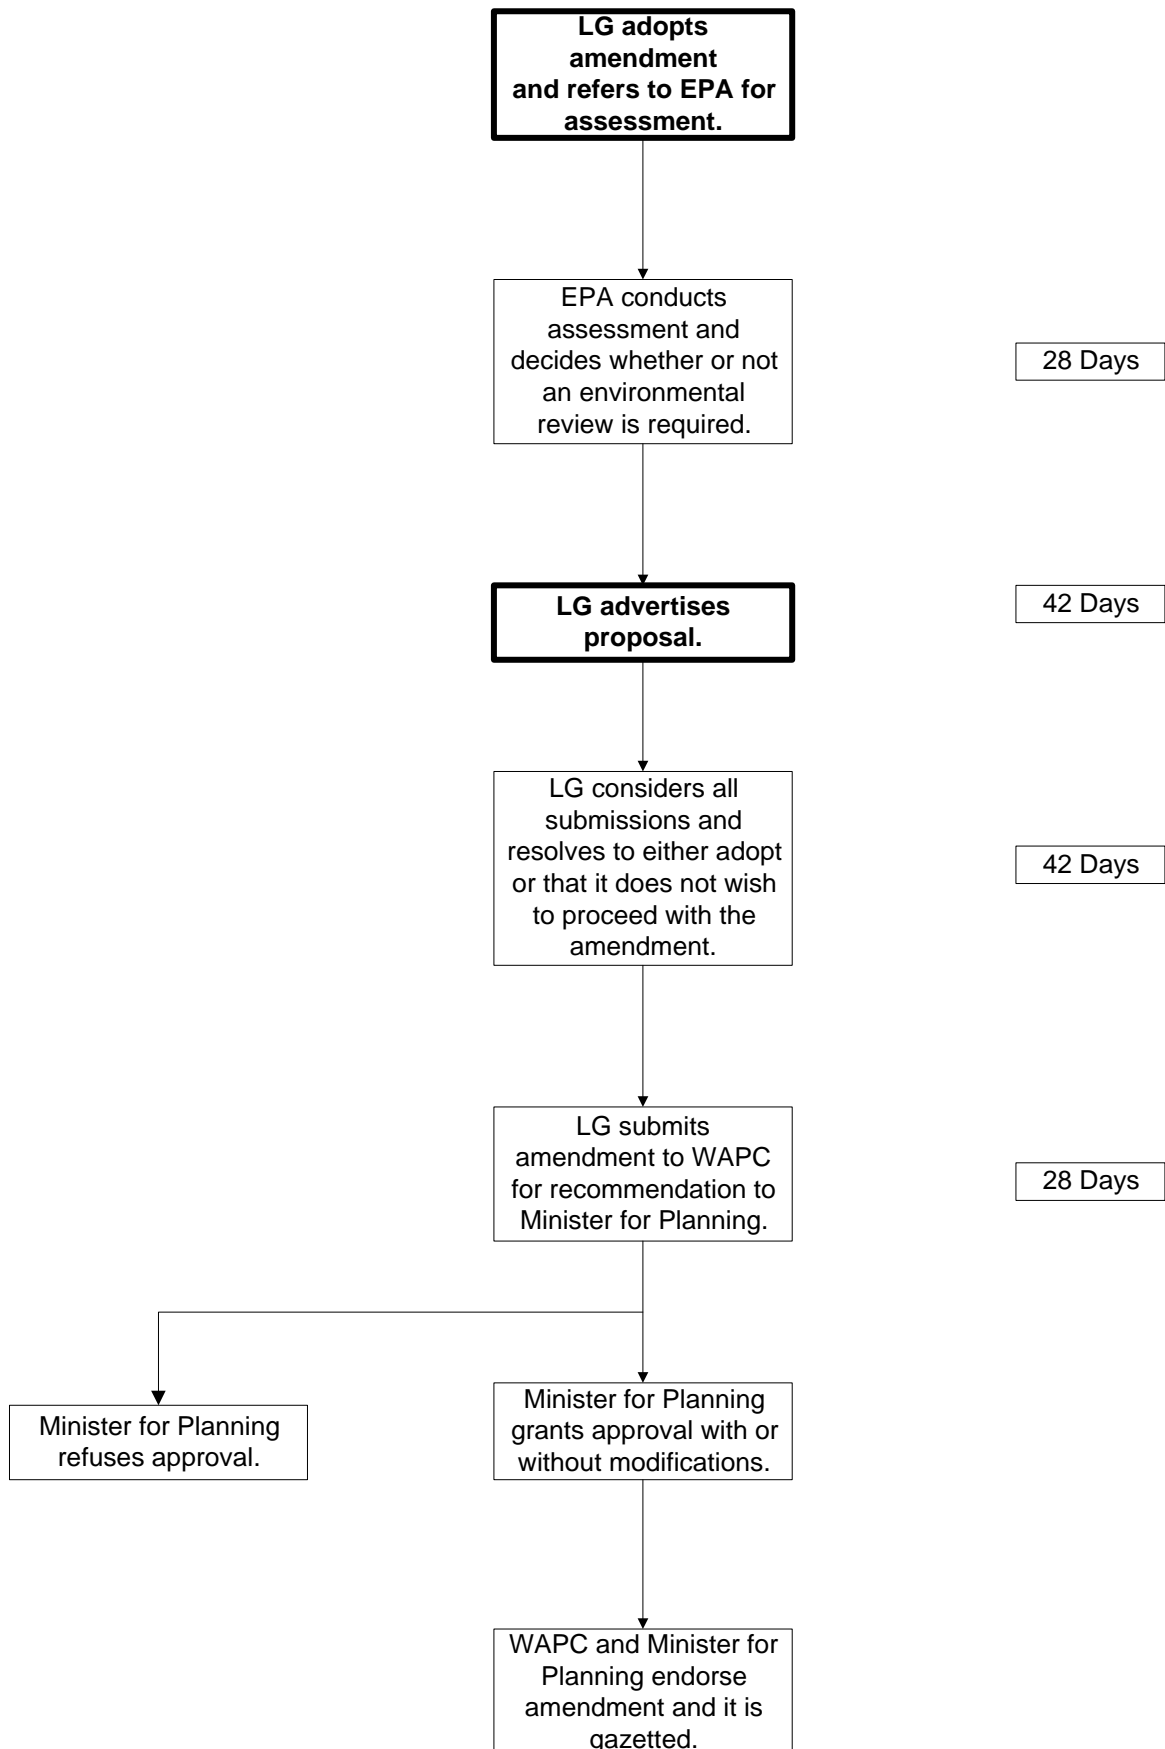 LG adopts
amendment
and refers to EPA for
assessment.
EPA conducts
assessment and
decides whether or not
an environmental
review is required.
28 Days
LG advertises
proposal.
42 Days
LG considers all
submissions and
resolves to either adopt
or that it does not wish
to proceed with the
amendment.
42 Days
LG submits
amendment to WAPC
for recommendation to
Minister for Planning.
28 Days
Minister for Planning
refuses approval.
Minister for Planning
grants approval with or
without modifications.
WAPC and Minister for
Planning endorse
amendment and it is
gazetted.